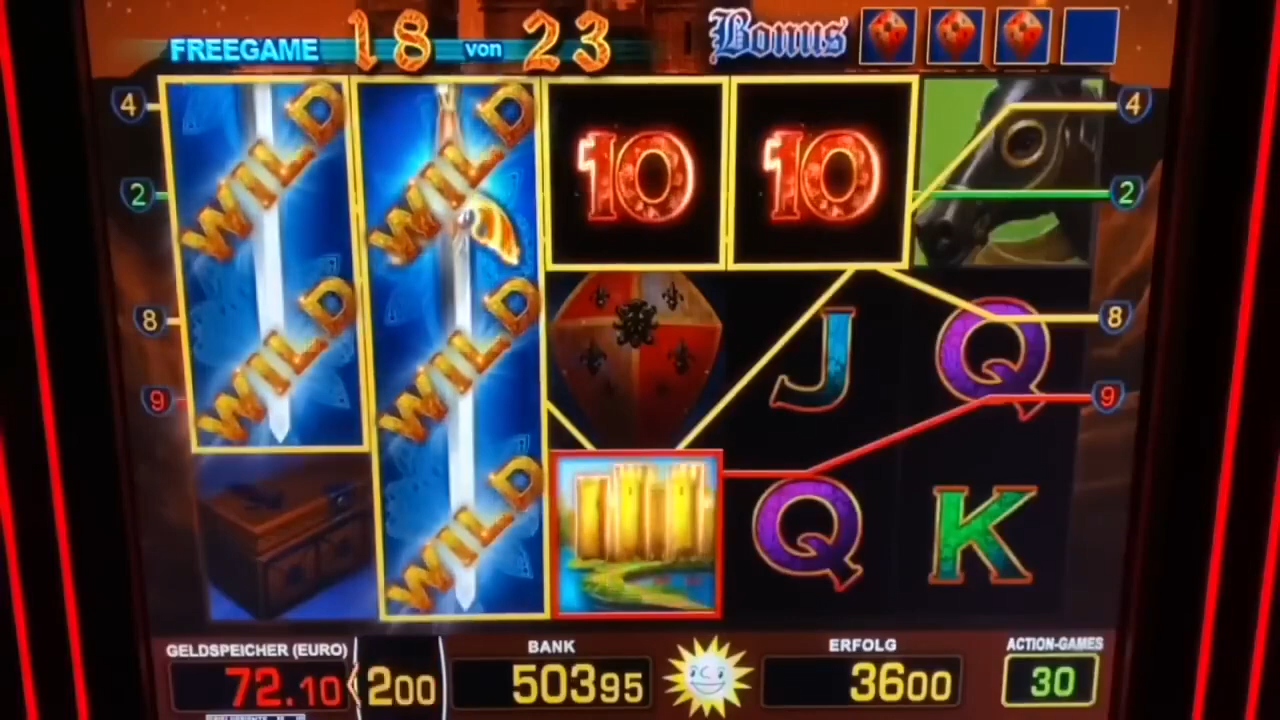 FREEGAME 18 von 23 Bonus
4 WILD WILD 10 10 4
2 2
8 WILD WILD J Q 8
9 9
WILD Q K
GELDSPEICHER (EURO) BANK ERFOLG ACTION-GAMES
72.10 200 50395 3600 30